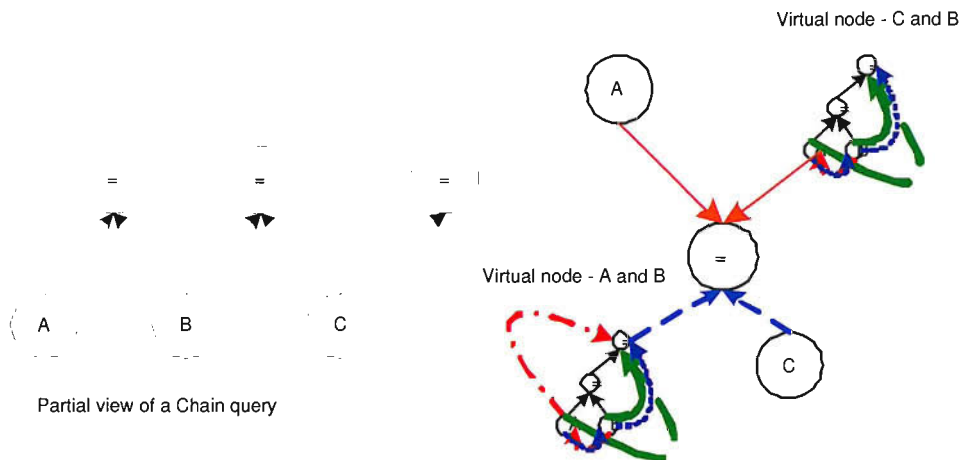 Virtual node - C and B
A
=
=
=
=
=
=
Virtual node - A and B
=
A
B
C
=
=
C
Partial view of a Chain query